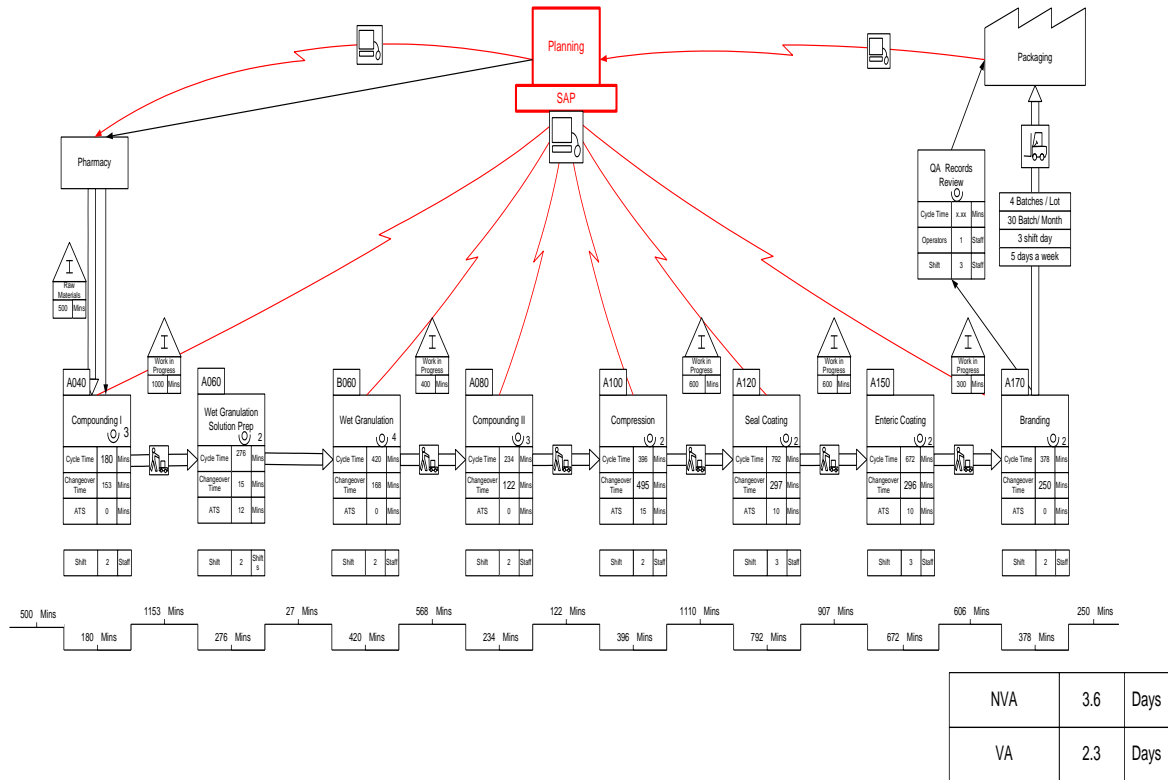 Planning
SAP
Packaging
Pharmacy
QA Records
Review
Cycle Time x.xx Mins
Operators 1 Staff
Shift 3 Staff
4 Batches / Lot
30 Batch/ Month
3 shift day
5 days a week
I
Raw
Materials
500 Mins
I
Work in
Progress
1000 Mins
I
Work in
Progress
400 Mins
I
Work in
Progress
600 Mins
I
Work in
Progress
600 Mins
I
Work in
Progress
300 Mins
A040
Compounding I
3
Cycle Time 180 Mins
Changeover
Time 153 Mins
ATS 0 Mins
Shift 2 Staff
A060
Wet Granulation
Solution Prep
2
Cycle Time 276 Mins
Changeover
Time 15 Mins
ATS 12 Mins
Shift 2 Shift
s
B060
Wet Granulation
4
Cycle Time 420 Mins
Changeover
Time 168 Mins
ATS 0 Mins
Shift 2 Staff
A080
Compounding II
3
Cycle Time 234 Mins
Changeover
Time 122 Mins
ATS 0 Mins
Shift 2 Staff
A100
Compression
2
Cycle Time 396 Mins
Changeover
Time 495 Mins
ATS 15 Mins
Shift 2 Staff
A120
Seal Coating
2
Cycle Time 792 Mins
Changeover
Time 297 Mins
ATS 10 Mins
Shift 3 Staff
A150
Enteric Coating
2
Cycle Time 672 Mins
Changeover
Time 296 Mins
ATS 10 Mins
Shift 3 Staff
A170
Branding
2
Cycle Time 378 Mins
Changeover
Time 250 Mins
ATS 0 Mins
Shift 2 Staff
500 Mins 1153 Mins 27 Mins 568 Mins 122 Mins 1110 Mins 907 Mins 606 Mins 250 Mins
180 Mins 276 Mins 420 Mins 234 Mins 396 Mins 792 Mins 672 Mins 378 Mins
NVA 3.6 Days
VA 2.3 Days